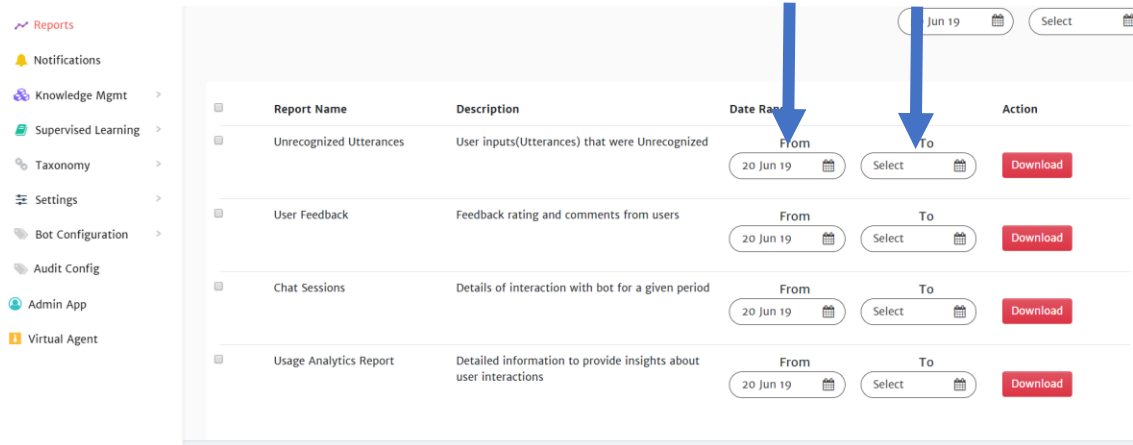 Reports
Notifications
Knowledge Mgmt
Supervised Learning
Taxonomy
Settings
Bot Configuration
Audit Config
Admin App
Virtual Agent
Jun 19 Select
Report Name Description Date Action
Unrecognized Utterances User inputs(Utterances) that were Unrecognized From To
20 Jun 19 Select Download
User Feedback Feedback rating and comments from users From To
20 Jun 19 Select Download
Chat Sessions Details of interaction with bot for a given period From To
20 Jun 19 Select Download
Usage Analytics Report Detailed information to provide insights about From To
user interactions
20 Jun 19 Select Download